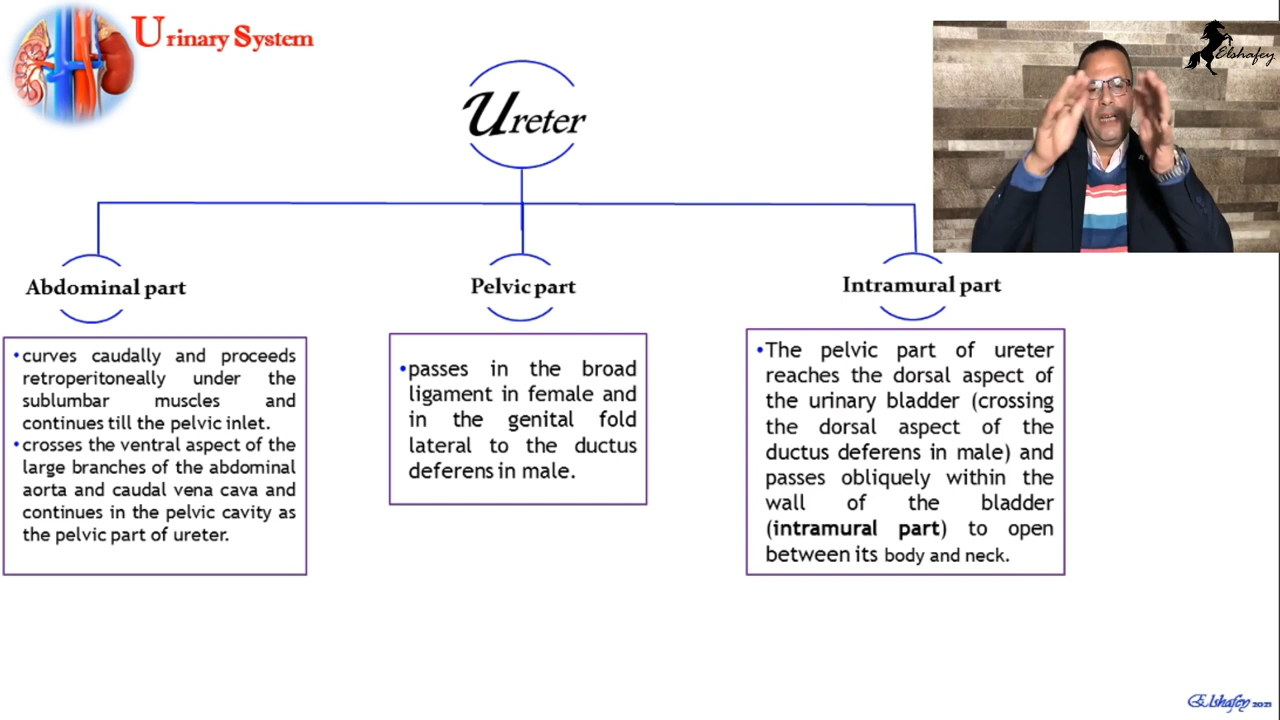 Urinary System
Elshafey
Ureter
Abdominal part
Pelvic part
Intramural part
•curves caudally and proceeds
retroperitoneally under the
sublumbar muscles and
continues till the pelvic inlet.
•crosses the ventral aspect of the
large branches of the abdominal
aorta and caudal vena cava and
continues in the pelvic cavity as
the pelvic part of ureter.
•passes in the broad
ligament in female and
in the genital fold
lateral to the ductus
deferens in male.
•The pelvic part of ureter
reaches the dorsal aspect of
the urinary bladder (crossing
the dorsal aspect of the
ductus deferens in male) and
passes obliquely within the
wall of the bladder
(intramural part) to open
between its body and neck.
Elshafey 2021